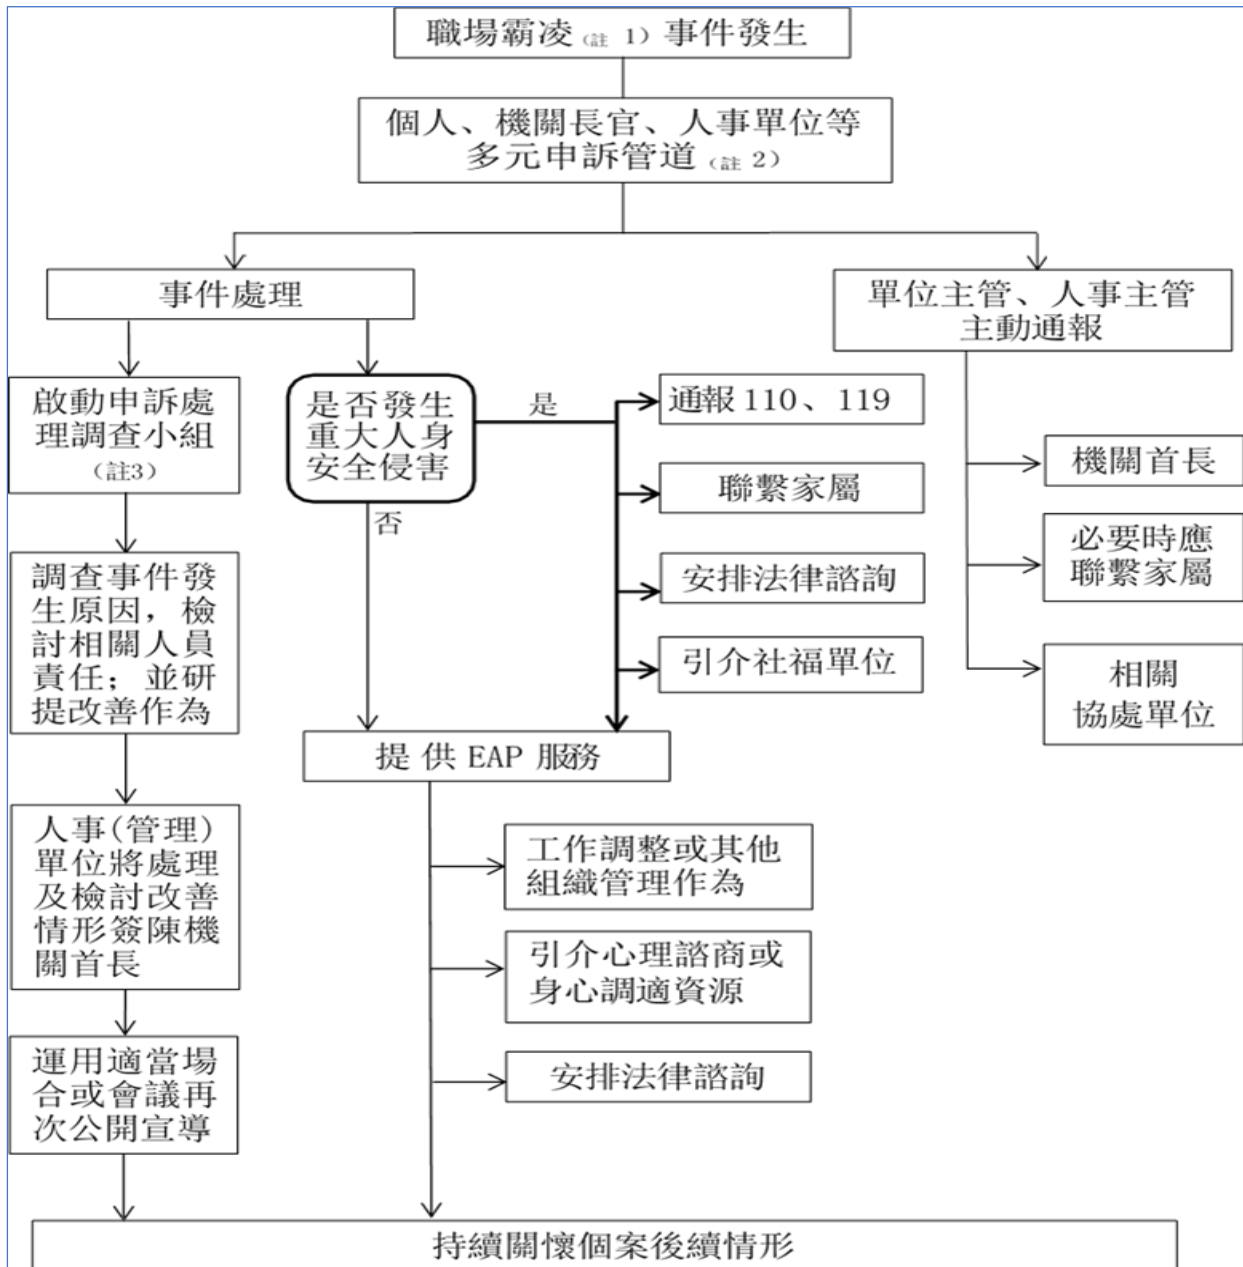 職場霸凌(註 1)事件發生
個人、機關長官、人事單位等
多元申訴管道(註 2)
事件處理
單位主管、人事主管
主動通報
啟動申訴處
理調查小組
(註3)
是否發生
重大人身
安全侵害
是
否
通報 110、119
聯繫家屬
安排法律諮詢
引介社福單位
機關首長
必要時應
聯繫家屬
相關
協處單位
調查事件發
生原因，檢
討相關人員
責任；並研
提改善作為
提供 EAP 服務
人事(管理)
單位將處理
及檢討改善
情形簽陳機
關首長
工作調整或其他
組織管理作為
引介心理諮商或
身心調適資源
安排法律諮詢
運用適當場
合或會議再
次公開宣導
持續關懷個案後續情形